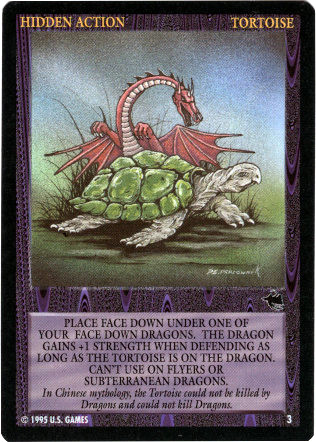 HIDDEN ACTION TORTOISE
PLACE FACE DOWN UNDER ONE OF
YOUR FACE DOWN DRAGONS. THE DRAGON
GAINS +1 STRENGTH WHEN DEFENDING AS
LONG AS THE TORTOISE IS ON THE DRAGON.
CAN'T USE ON FLYERS OR
SUBTERRANEAN DRAGONS.
In Chinese mythology, the Tortoise could not be killed by
Dragons and could not kill Dragons.
© 1995 U.S. GAMES 3